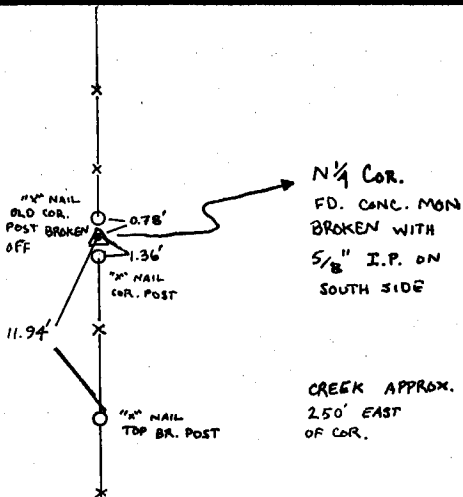 "X" NAIL
OLD COR.
POST BROKEN
OFF
0.78'
1.36'
"X" NAIL
COR. POST
11.94'
"X" NAIL
TOP BR. POST
N 1/4 COR.
FD. CONC. MON
BROKEN WITH
5/8" I.P. ON
SOUTH SIDE
CREEK APPROX.
250' EAST
OF COR.